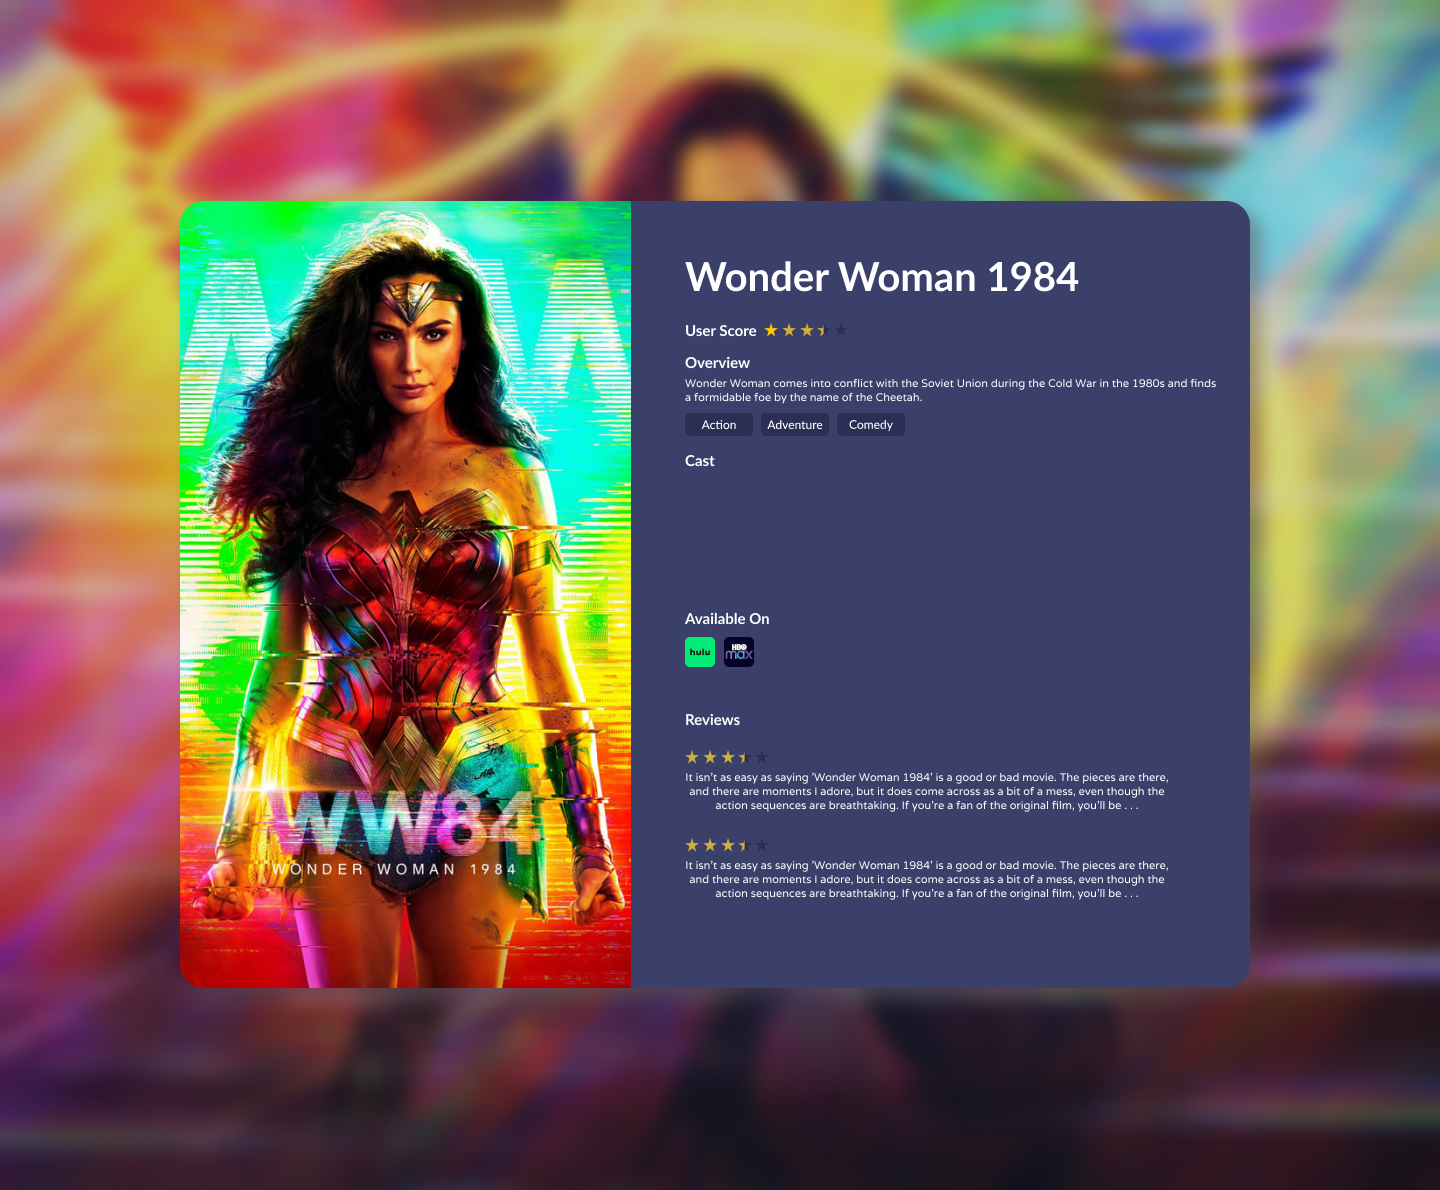 WW84
WONDER WOMAN 1984
Wonder Woman 1984
User Score
Overview
Wonder Woman comes into conflict with the Soviet Union during the Cold War in the 1980s and finds
a formidable foe by the name of the Cheetah.
Action Adventure Comedy
Cast
Available On
hulu HBO max
Reviews
It isn't as easy as saying 'Wonder Woman 1984' is a good or bad movie. The pieces are there,
and there are moments I adore, but it does come across as a bit of a mess, even though the
action sequences are breathtaking. If you're a fan of the original film, you'll be . . .
It isn't as easy as saying 'Wonder Woman 1984' is a good or bad movie. The pieces are there,
and there are moments I adore, but it does come across as a bit of a mess, even though the
action sequences are breathtaking. If you're a fan of the original film, you'll be . . .